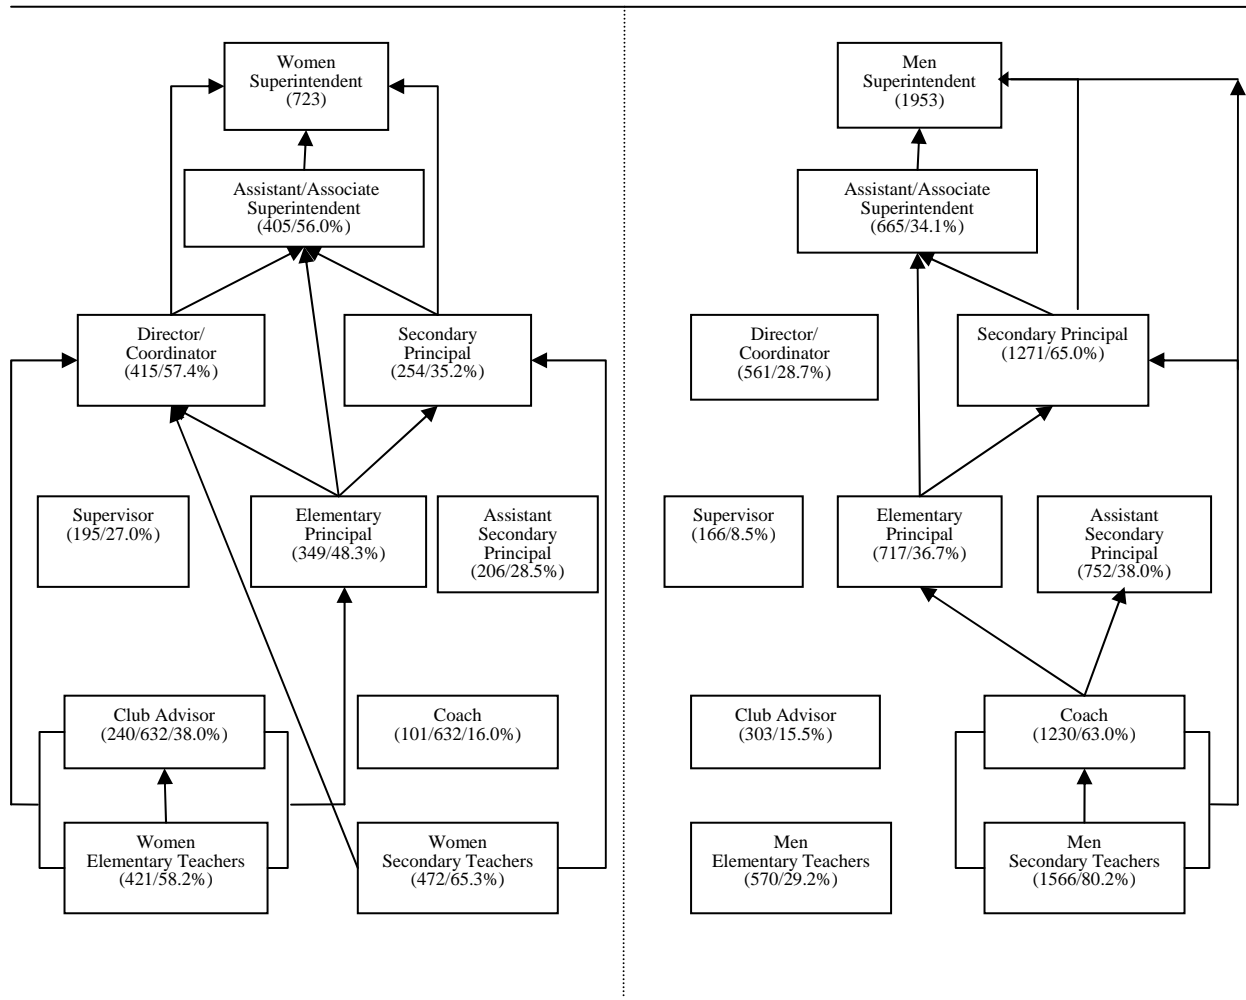 Women
Superintendent
(723)
Men
Superintendent
(1953)
Assistant/Associate
Superintendent
(405/56.0%)
Assistant/Associate
Superintendent
(665/34.1%)
Director/
Coordinator
(415/57.4%)
Secondary
Principal
(254/35.2%)
Director/
Coordinator
(561/28.7%)
Secondary Principal
(1271/65.0%)
Supervisor
(195/27.0%)
Elementary
Principal
(349/48.3%)
Assistant
Secondary
Principal
(206/28.5%)
Supervisor
(166/8.5%)
Elementary
Principal
(717/36.7%)
Assistant
Secondary
Principal
(752/38.0%)
Club Advisor
(240/632/38.0%)
Coach
(101/632/16.0%)
Club Advisor
(303/15.5%)
Coach
(1230/63.0%)
Women
Elementary Teachers
(421/58.2%)
Women
Secondary Teachers
(472/65.3%)
Men
Elementary Teachers
(570/29.2%)
Men
Secondary Teachers
(1566/80.2%)